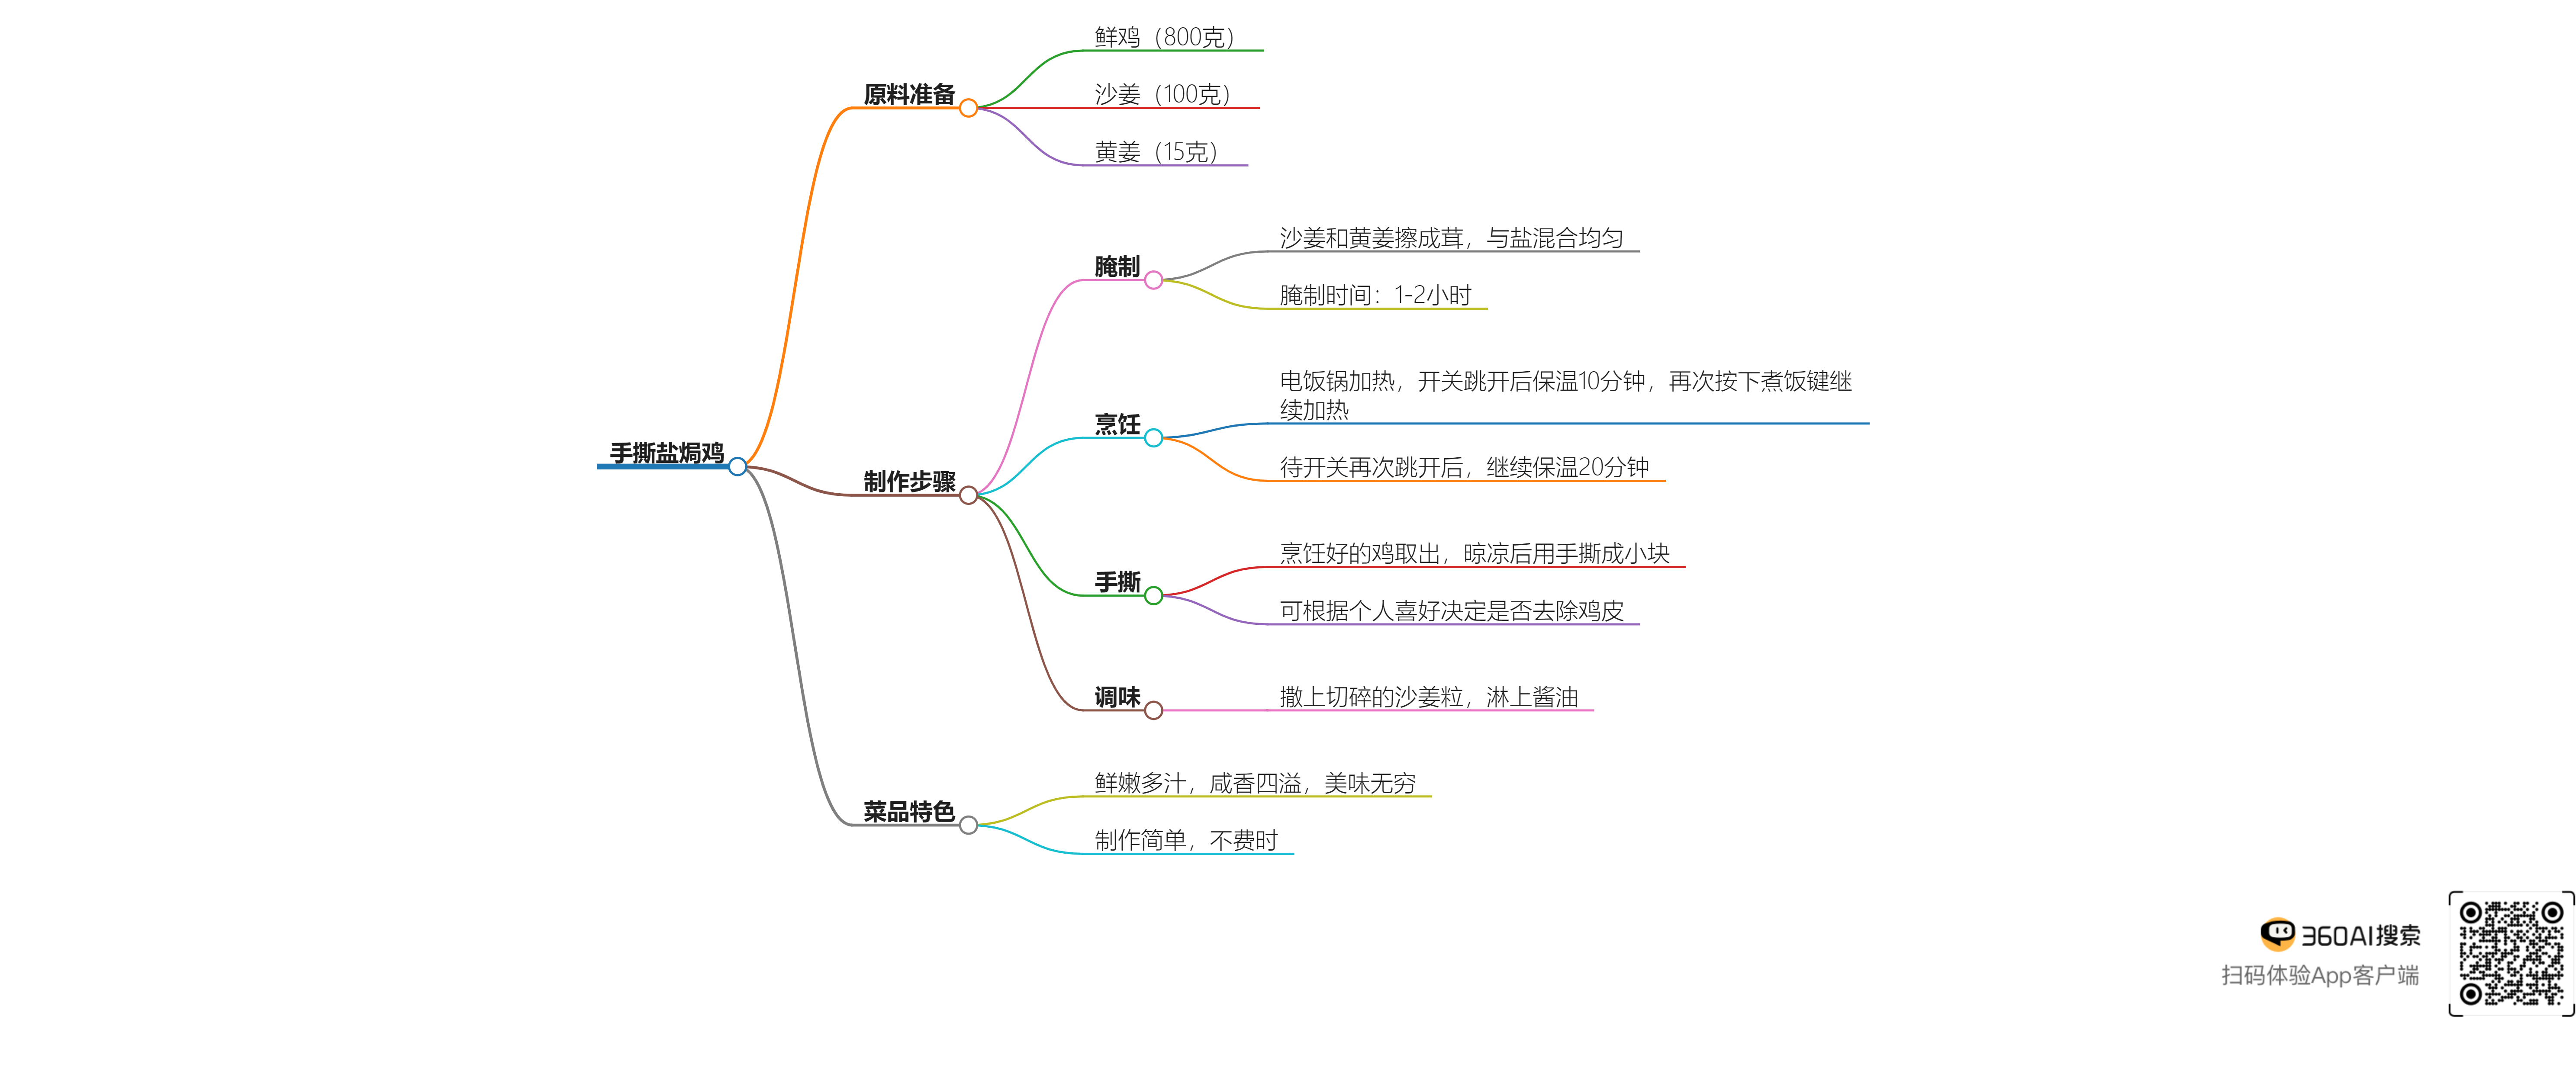 手撕盐焗鸡
原料准备
鲜鸡（800克）
沙姜（100克）
黄姜（15克）
制作步骤
腌制
沙姜和黄姜擦成茸，与盐混合均匀
腌制时间：1-2小时
烹饪
电饭锅加热，开关跳开后保温10分钟，再次按下煮饭键继
续加热
待开关再次跳开后，继续保温20分钟
手撕
烹饪好的鸡取出，晾凉后用手撕成小块
可根据个人喜好决定是否去除鸡皮
调味
撒上切碎的沙姜粒，淋上酱油
菜品特色
鲜嫩多汁，咸香四溢，美味无穷
制作简单，不费时
360AI搜索
扫码体验App客户端